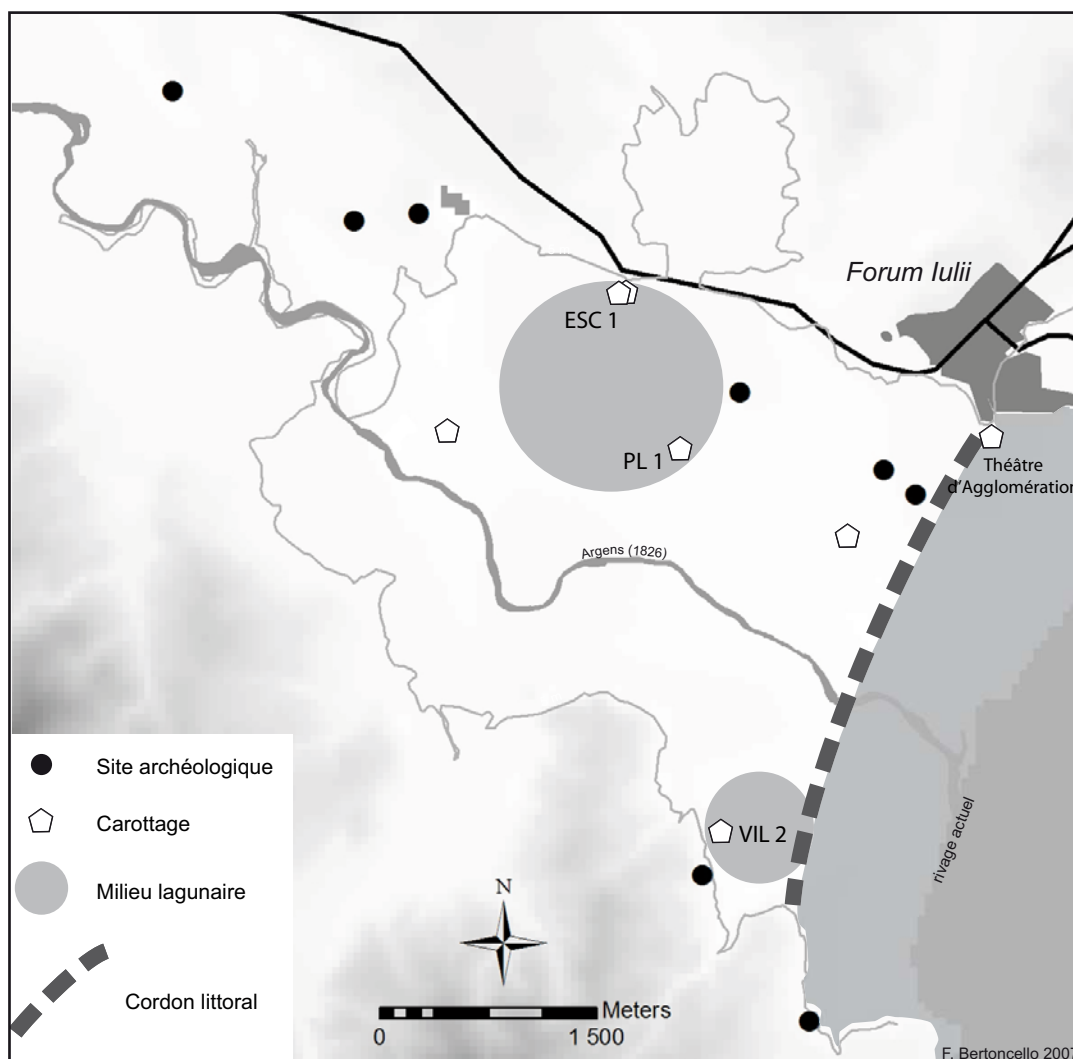 Forum Iulii
ESC 1
PL 1
Théâtre
d'Agglomération
Argens (1826)
VIL 2
rivage actuel
Site archéologique
Carottage
Milieu lagunaire
Cordon littoral
N
Meters
0 1 500
F. Bertoncello 2007